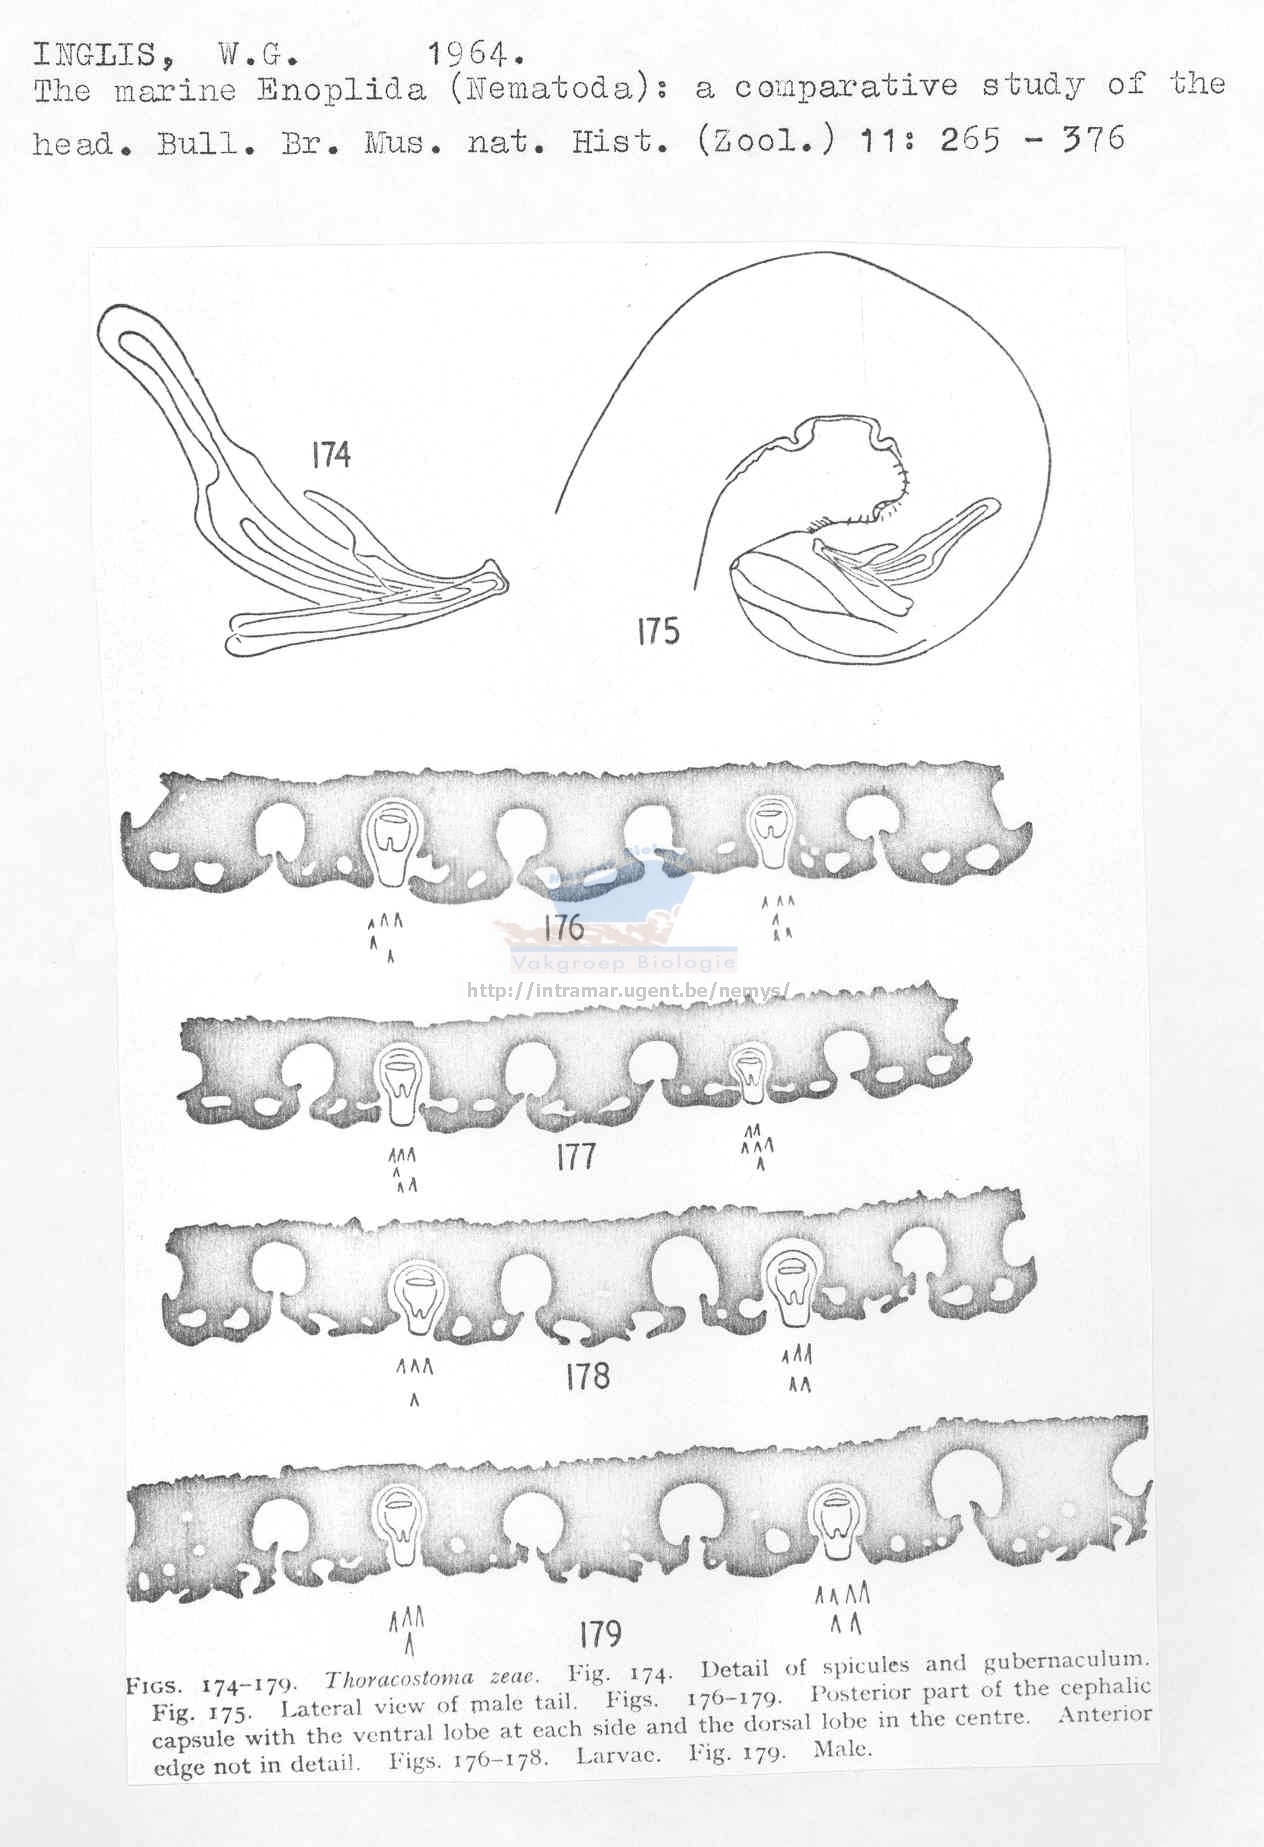 INGLIS, W.G. 1964.
The marine Enoplida (Nematoda): a comparative study of the
head. Bull. Br. Mus. nat. Hist. (Zool.) 11: 265 - 376
174
175
176
Vakgroep Biologie
http://intramar.ugent.be/nemys/
177
178
179
FIGS. 174–179. Thoracostoma zeae. Fig. 174. Detail of spicules and gubernaculum.
Fig. 175. Lateral view of male tail. Figs. 176–179. Posterior part of the cephalic
capsule with the ventral lobe at each side and the dorsal lobe in the centre. Anterior
edge not in detail. Figs. 176–178. Larvae. Fig. 179. Male.